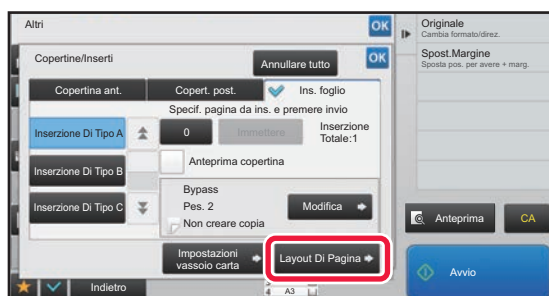 Altri
OK
Copertine/Inserti
Annullare tutto
OK
Copertina ant.
Copert. post.
Ins. foglio
Specif. pagina da ins. e premere invio
Inserzione Di Tipo A
0
Immettere
Inserzione
Totale:1
Inserzione Di Tipo B
Anteprima copertina
Inserzione Di Tipo C
Bypass
Pes. 2
Non creare copia
Modifica
Impostazioni
vassoio carta
Layout Di Pagina
Indietro
4 A3
Originale
Cambia formato/direz.
Spost.Margine
Sposta pos. per avere + marg.
Anteprima
CA
Avvio